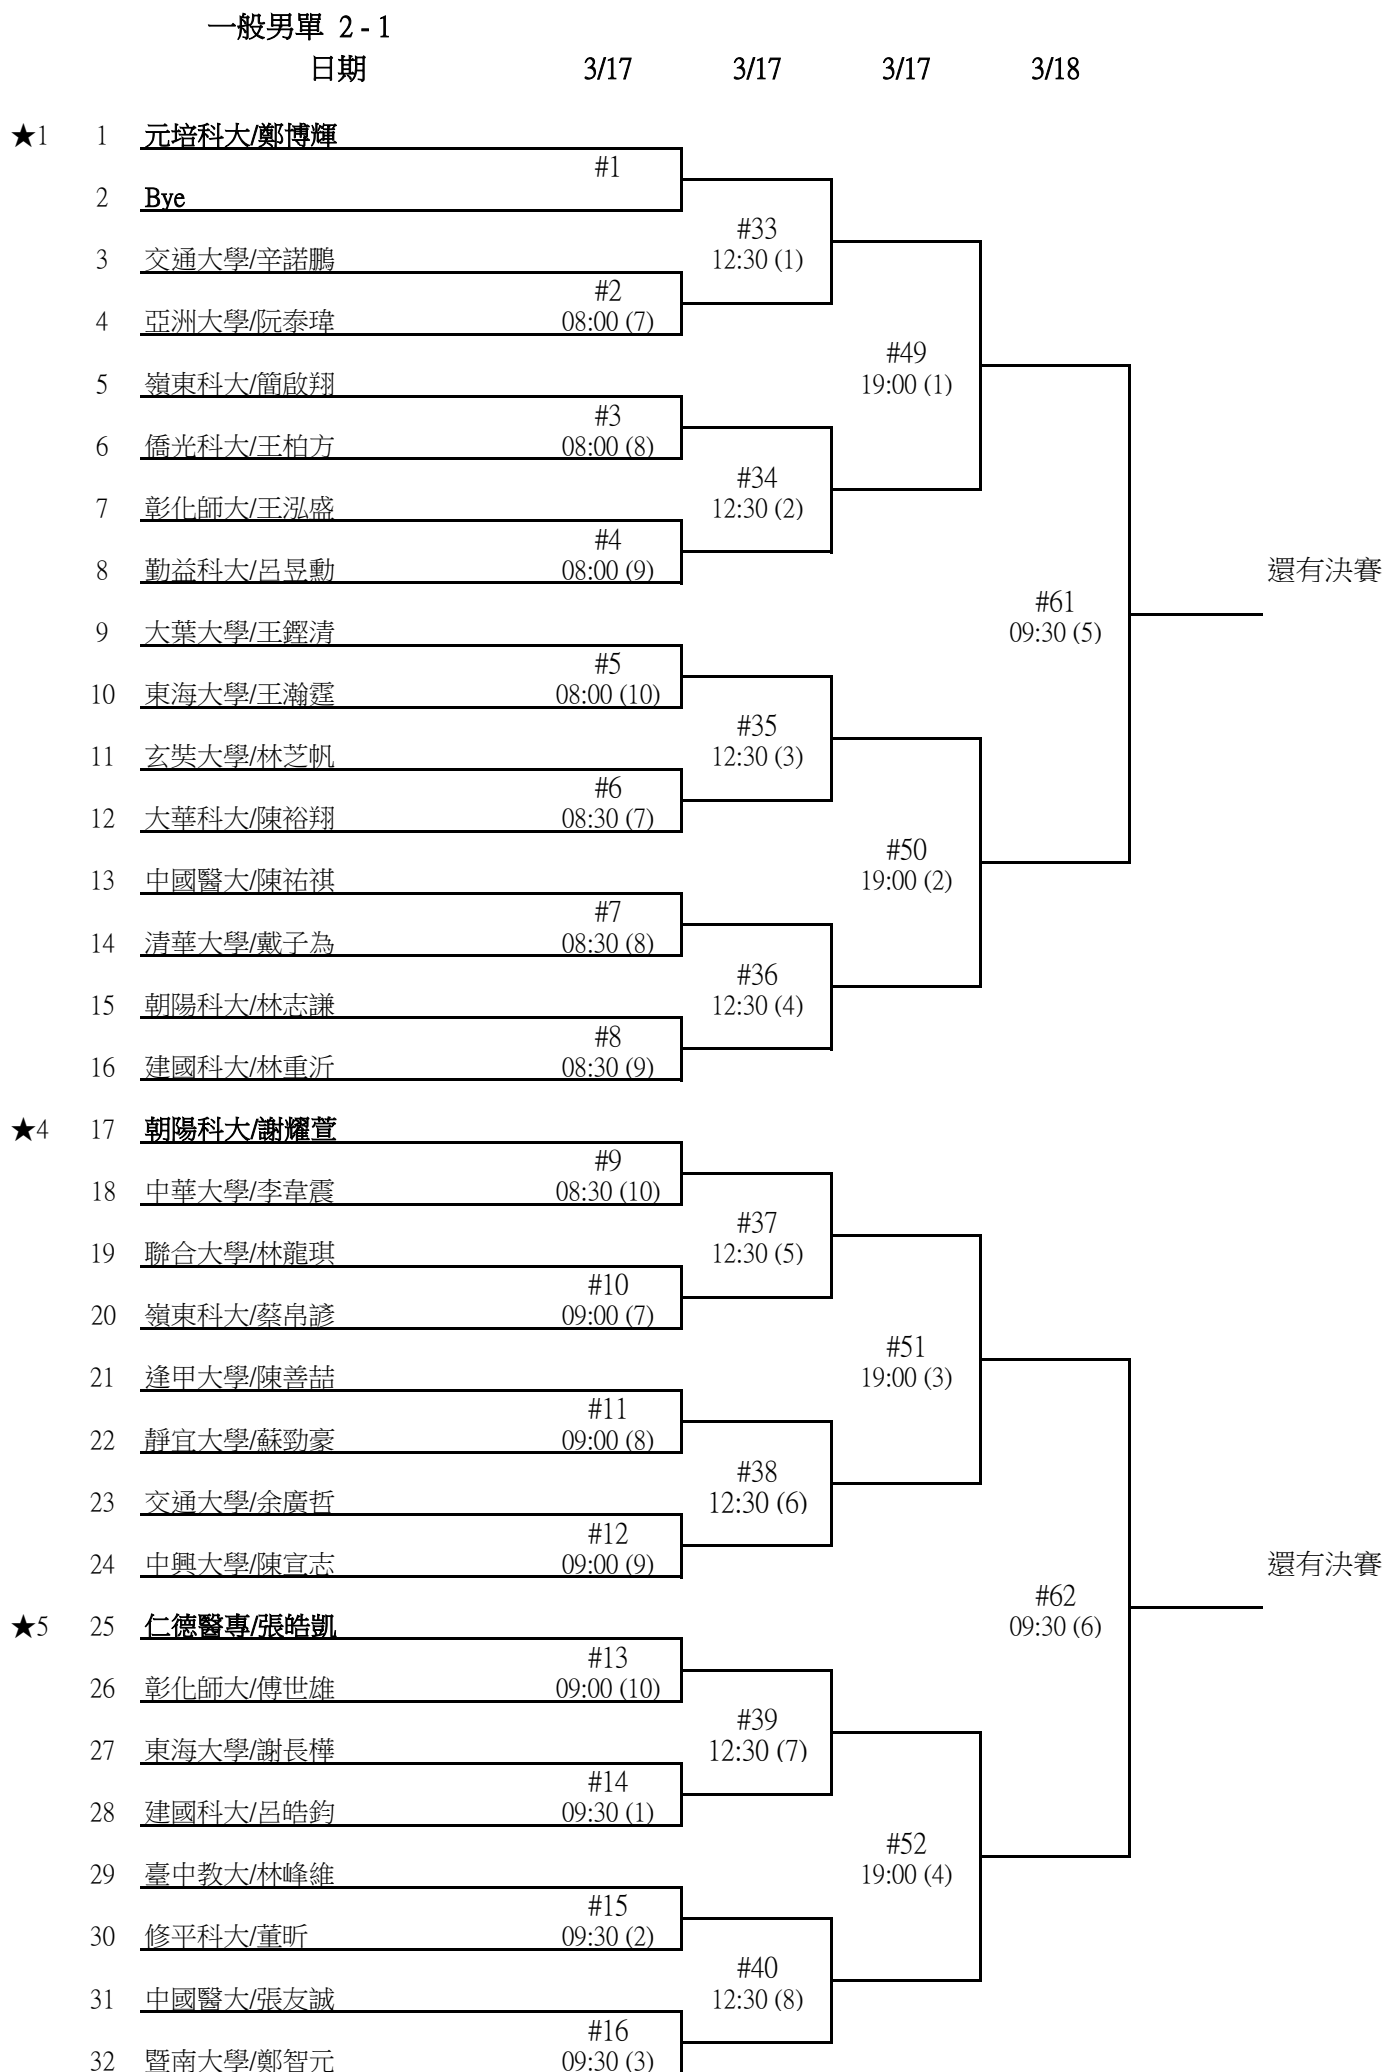 一般男單 2 - 1
日期 3/17 3/17 3/17 3/18
★1 1 元培科大/鄭博輝
#1
2 Bye
#33
3 交通大學/辛諾鵬 12:30 (1)
#2
4 亞洲大學/阮泰瑋 08:00 (7)
#49
5 嶺東科大/簡啟翔 19:00 (1)
#3
6 僑光科大/王柏方 08:00 (8)
#34
7 彰化師大/王泓盛 12:30 (2)
#4
8 勤益科大/呂昱勳 08:00 (9) 還有決賽
#61
9 大葉大學/王鏗清 09:30 (5)
#5
10 東海大學/王瀚霆 08:00 (10)
#35
11 玄奘大學/林芝帆 12:30 (3)
#6
12 大華科大/陳裕翔 08:30 (7)
#50
13 中國醫大/陳祐祺 19:00 (2)
#7
14 清華大學/戴子為 08:30 (8)
#36
15 朝陽科大/林志謙 12:30 (4)
#8
16 建國科大/林重沂 08:30 (9)
★4 17 朝陽科大/謝耀萱
#9
18 中華大學/李韋震 08:30 (10)
#37
19 聯合大學/林龍琪 12:30 (5)
#10
20 嶺東科大/蔡帛諺 09:00 (7)
#51
21 逢甲大學/陳善喆 19:00 (3)
#11
22 靜宜大學/蘇勁豪 09:00 (8)
#38
23 交通大學/余廣哲 12:30 (6)
#12
24 中興大學/陳宣志 09:00 (9) 還有決賽
#62
★5 25 仁德醫專/張皓凱 09:30 (6)
#13
26 彰化師大/傅世雄 09:00 (10)
#39
27 東海大學/謝長樺 12:30 (7)
#14
28 建國科大/呂皓鈞 09:30 (1)
#52
29 臺中教大/林峰維 19:00 (4)
#15
30 修平科大/董昕 09:30 (2)
#40
31 中國醫大/張友誠 12:30 (8)
#16
32 暨南大學/鄭智元 09:30 (3)